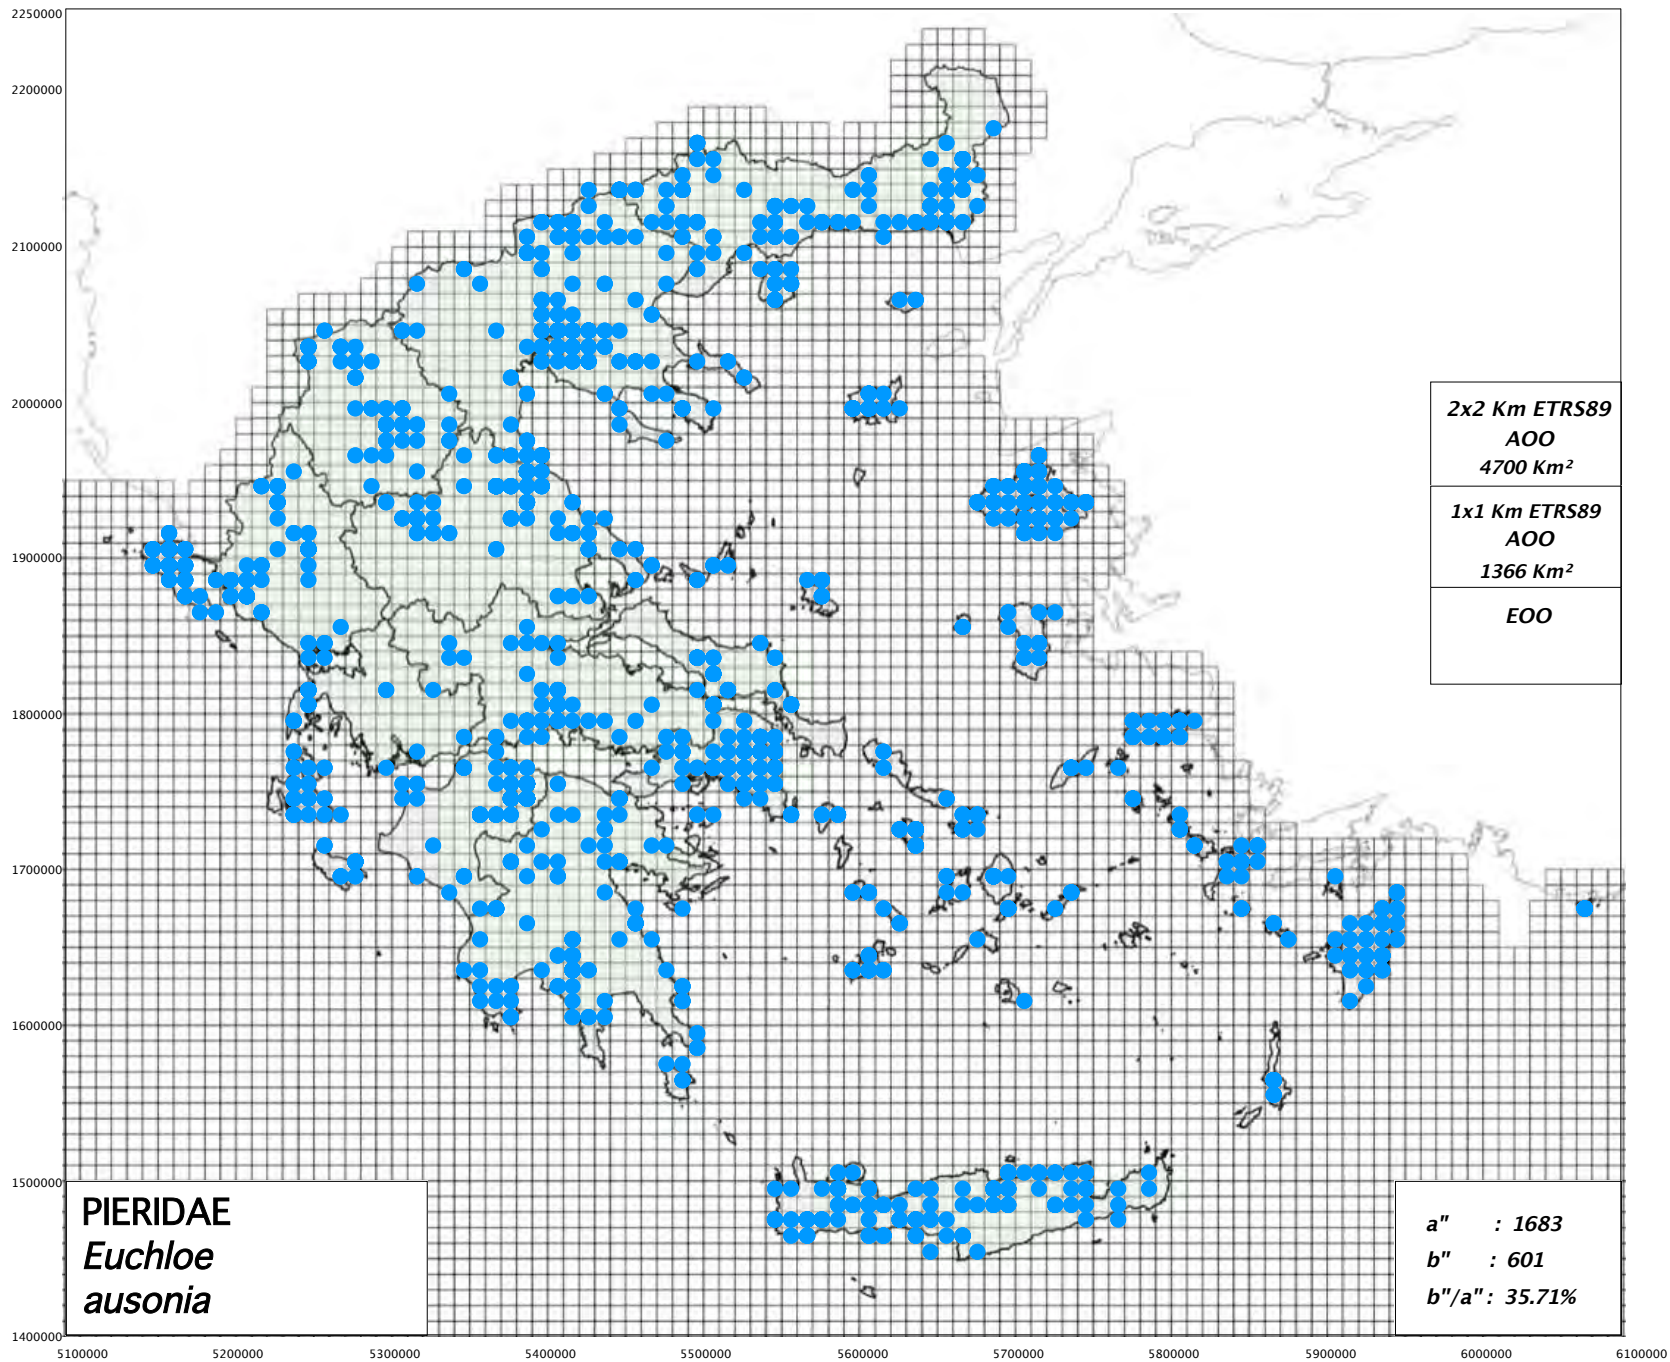 2250000
2200000
2100000
2000000
1900000
1800000
1700000
1600000
1500000
1400000
2x2 Km ETRS89
AOO
4700 Km²
1x1 Km ETRS89
AOO
1366 Km²
EOO
PIERIDAE
Euchloe
ausonia
a" : 1683
b" : 601
b"/a" : 35.71%
5100000 5200000 5300000 5400000 5500000 5600000 5700000 5800000 5900000 6000000 6100000